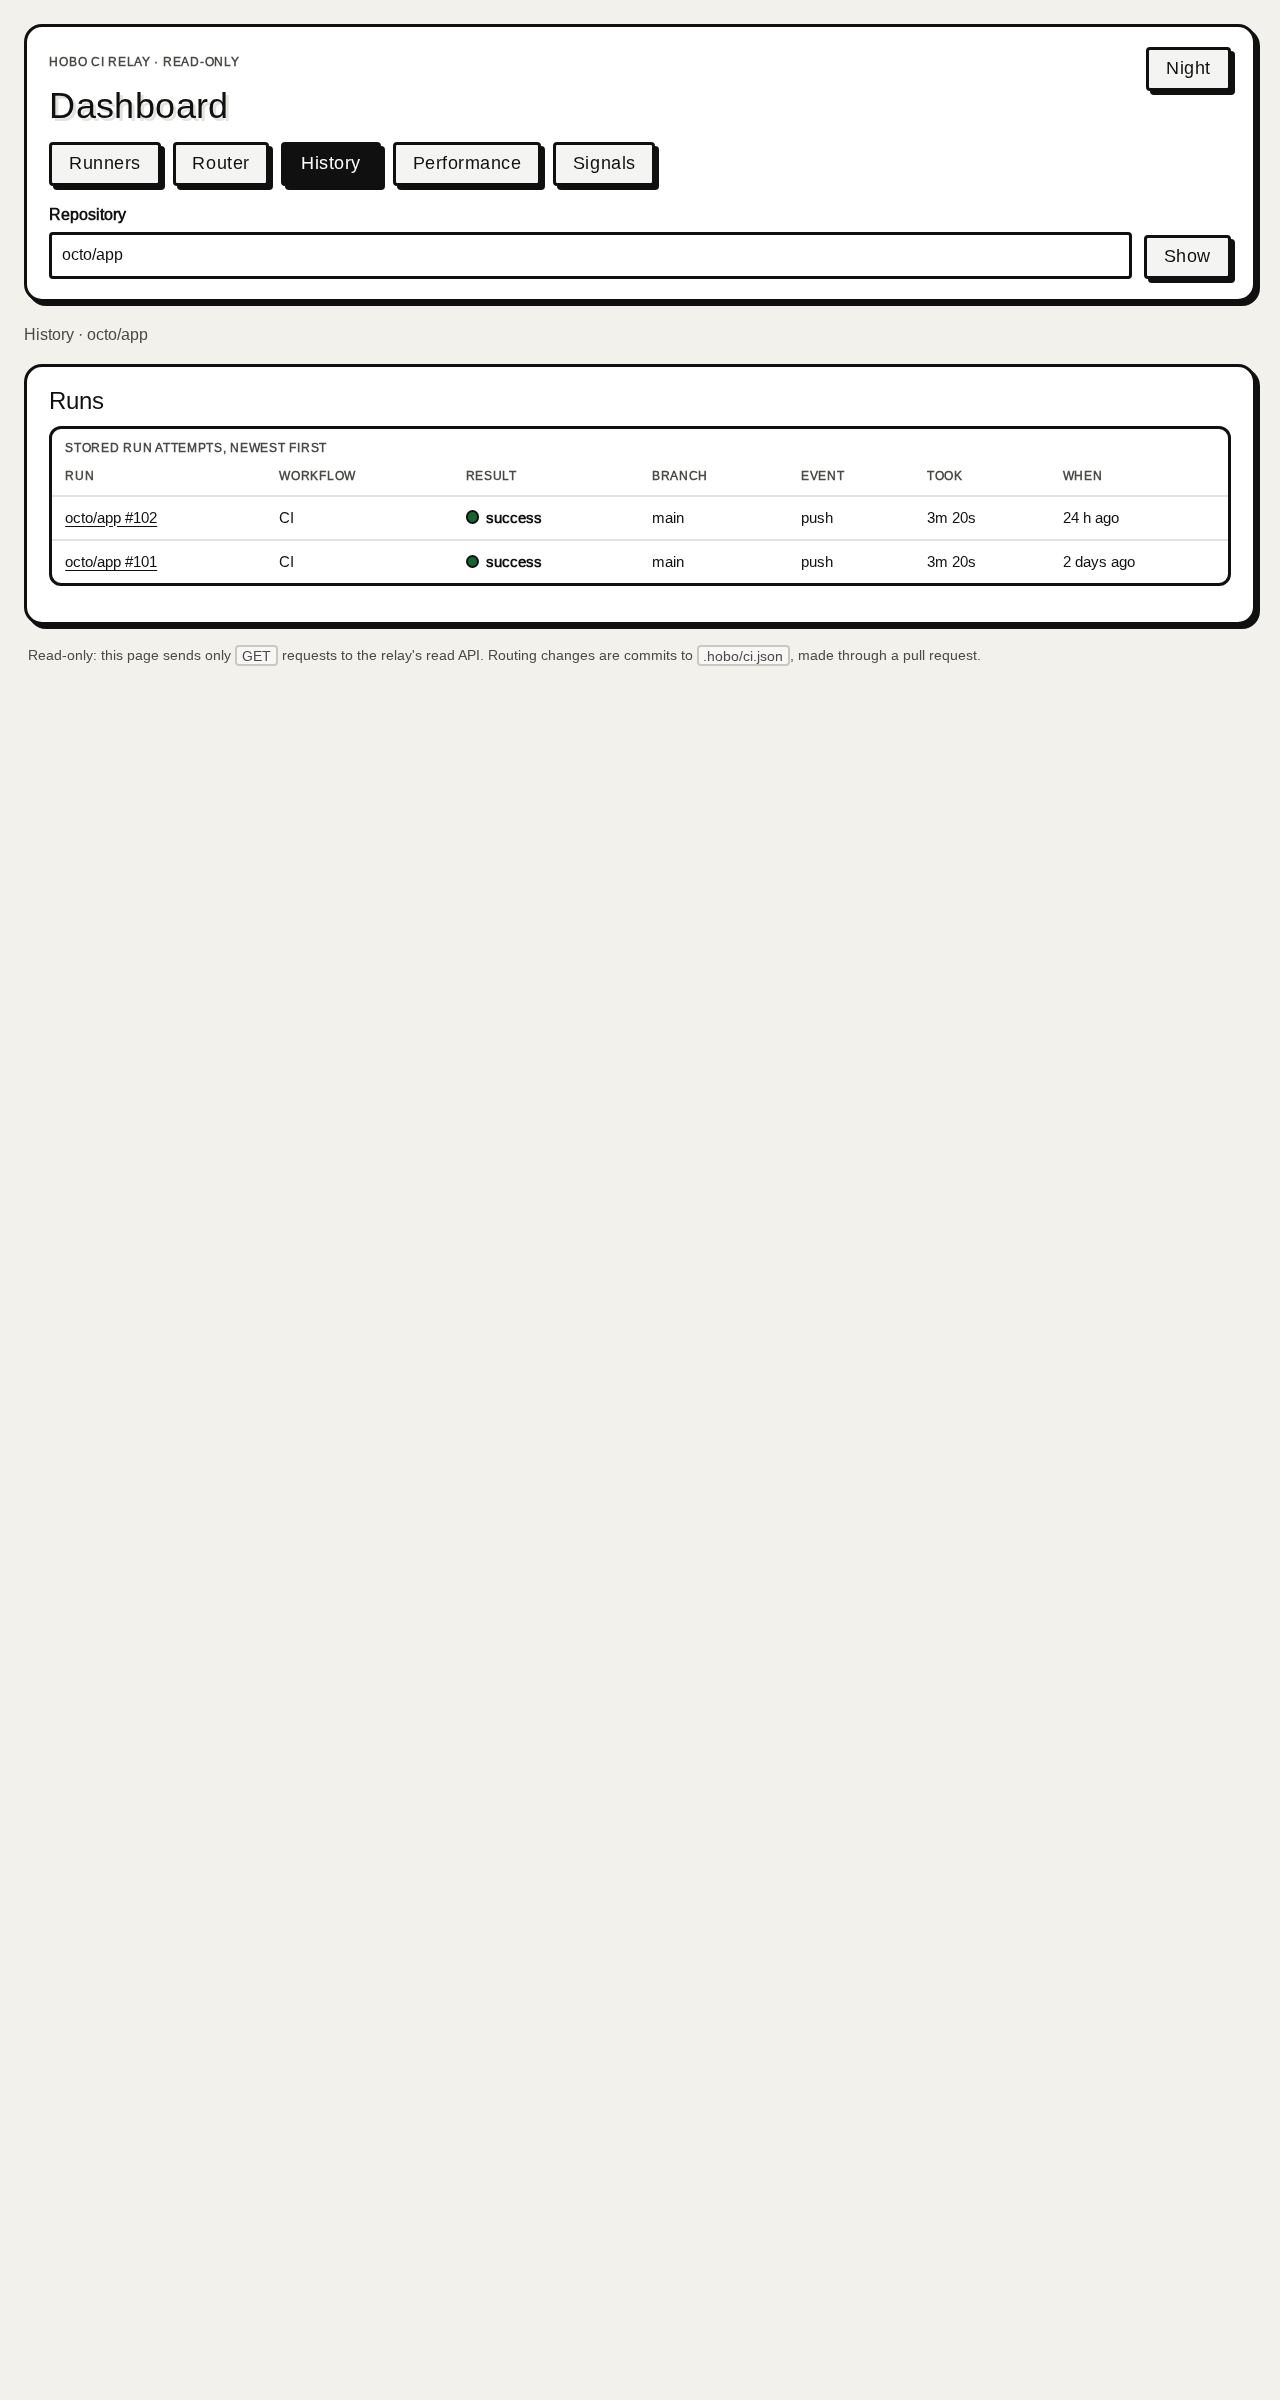 HOBO CI RELAY · READ-ONLY
Night
Dashboard
Runners Router History Performance Signals
Repository
octo/app Show
History · octo/app
Runs
STORED RUN ATTEMPTS, NEWEST FIRST
RUN WORKFLOW RESULT BRANCH EVENT TOOK WHEN
octo/app #102 CI success main push 3m 20s 24 h ago
octo/app #101 CI success main push 3m 20s 2 days ago
Read-only: this page sends only GET requests to the relay's read API. Routing changes are commits to .hobo/ci.json, made through a pull request.